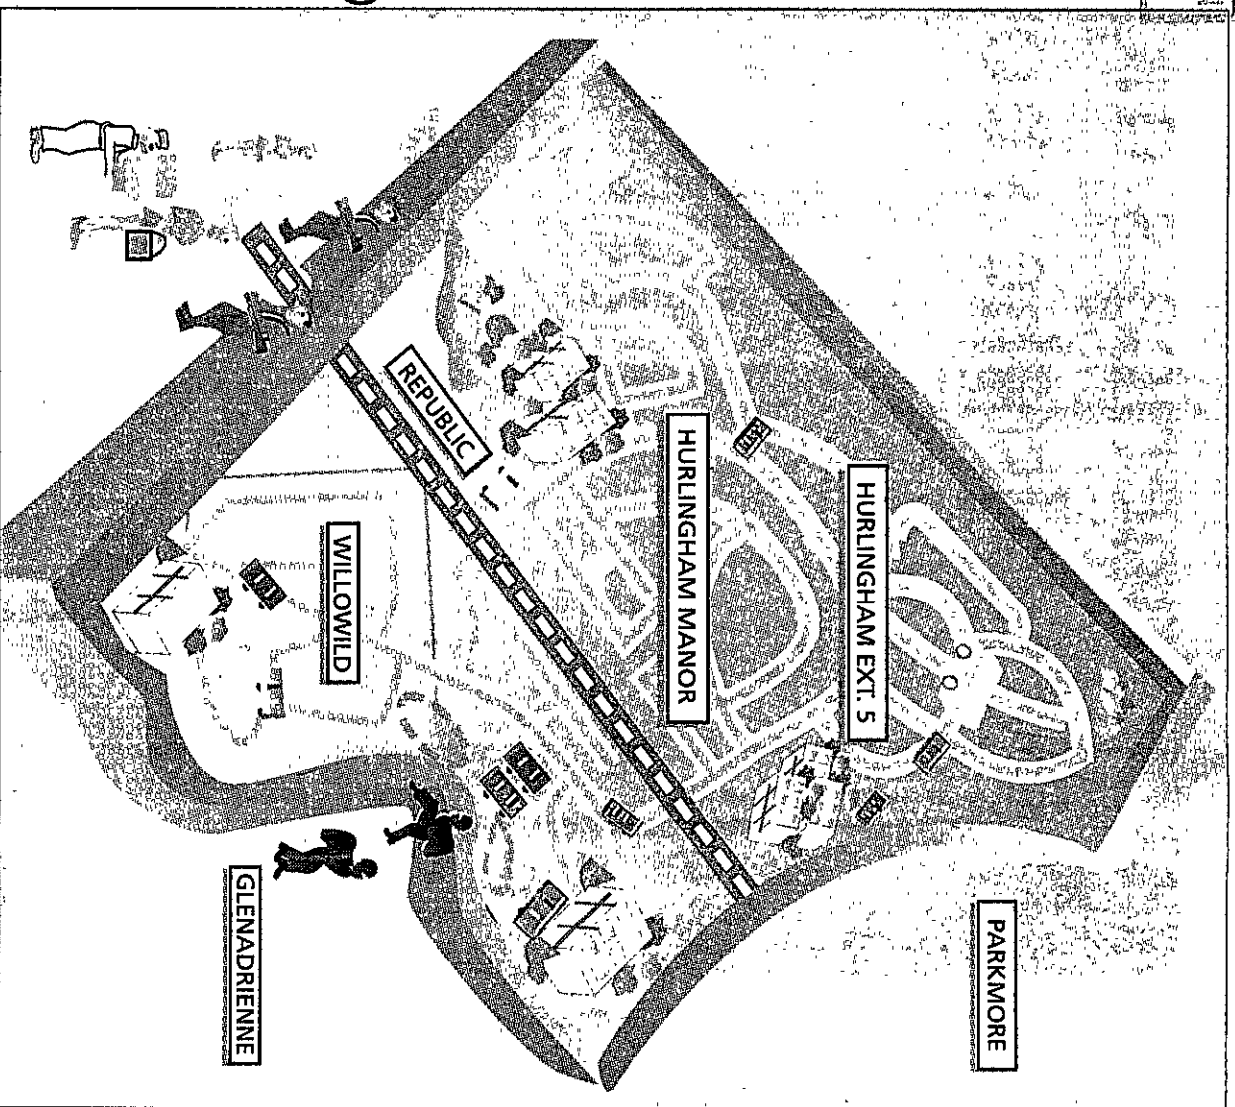 PARKMORE
HURLINGHAM EXT. 5
HURLINGHAM MANOR
REPUBLIC
WILLOWILD
GLENADRIENNE